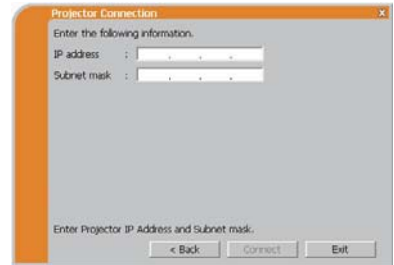 Projector Connection X
Enter the following information.
IP address : . . .
Subnet mask : . . .
Enter Projector IP Address and Subnet mask.
< Back Connect Exit